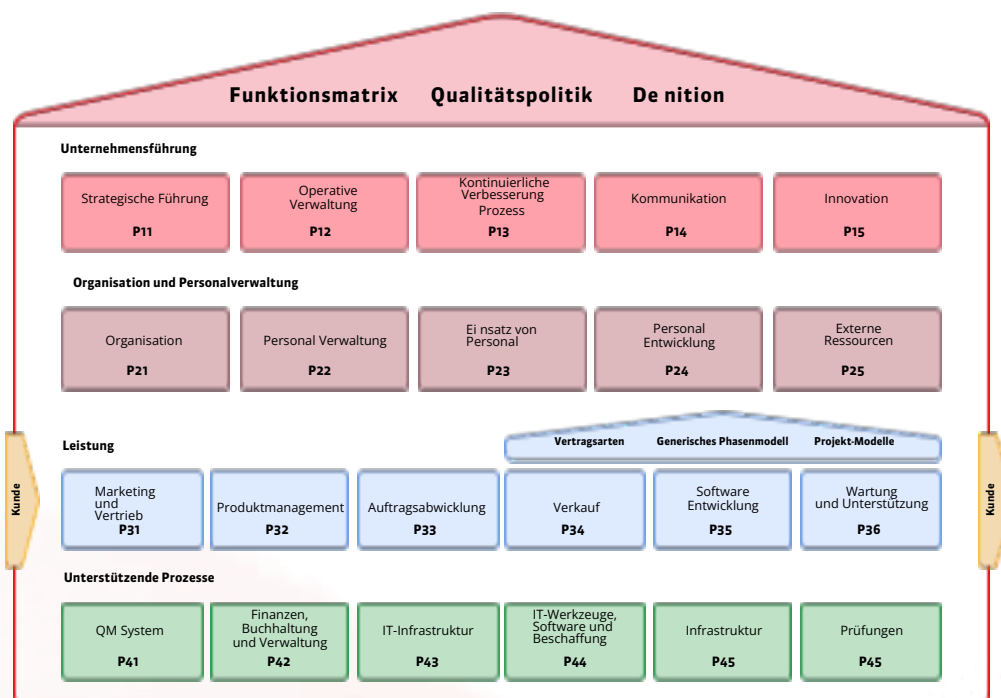 Funktionsmatrix Qualitätspolitik De nition
Unternehmensführung
Strategische Führung
P11
Operative
Verwaltung
P12
Kontinuierliche
Verbesserung
Prozess
P13
Kommunikation
P14
Innovation
P15
Organisation und Personalverwaltung
Organisation
P21
Personal Verwaltung
P22
Ei nsatz von
Personal
P23
Personal
Entwicklung
P24
Externe
Ressourcen
P25
Leistung
Vertragsarten Generisches Phasenmodell Projekt-Modelle
Kunde
Marketing
und
Vertrieb
P31
Produktmanagement
P32
Auftragsabwicklung
P33
Verkauf
P34
Software
Entwicklung
P35
Wartung
und Unterstützung
P36
Kunde
Unterstützende Prozesse
QM System
P41
Finanzen,
Buchhaltung
und Verwaltung
P42
IT-Infrastruktur
P43
IT-Werkzeuge,
Software und
Beschaffung
P44
Infrastruktur
P45
Prüfungen
P45